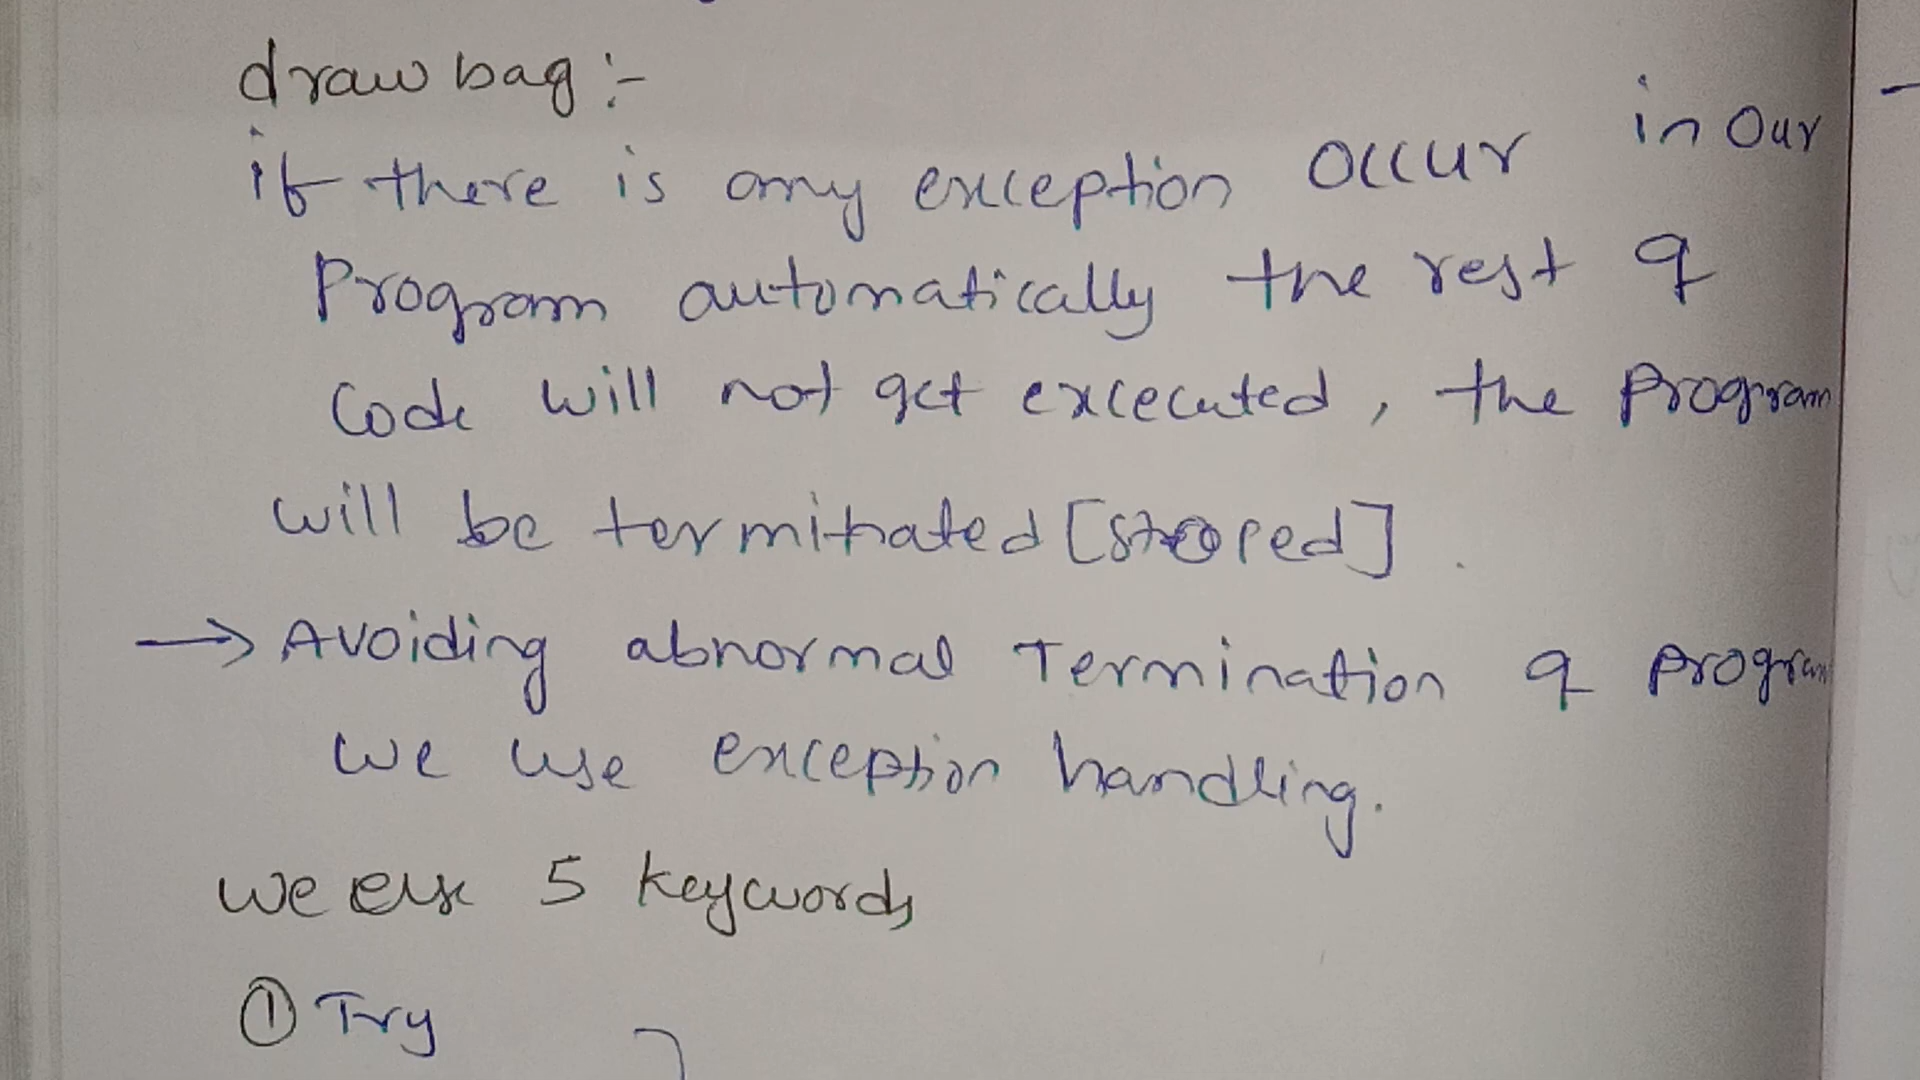 draw bag :-
if there is any exception occur in our
Program automatically the rest of
Code will not get excecuted, the program
will be termitrated [stoped].
→ Avoiding abnormal Termination of program
we use exception handling.
we use 5 keywords
① Try